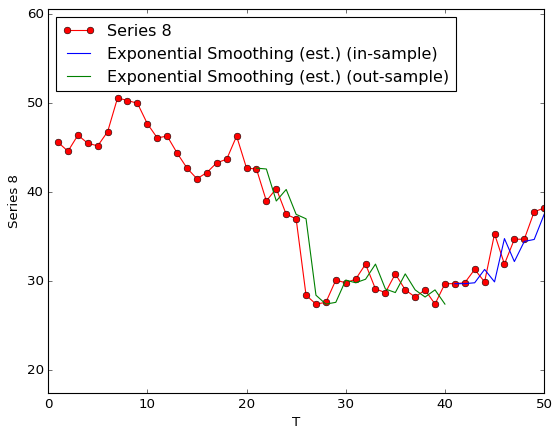 Series 8
Exponential Smoothing (est.) (in-sample)
Exponential Smoothing (est.) (out-sample)
60
50
40
30
20
Series 8
0 10 20 30 40 50
T